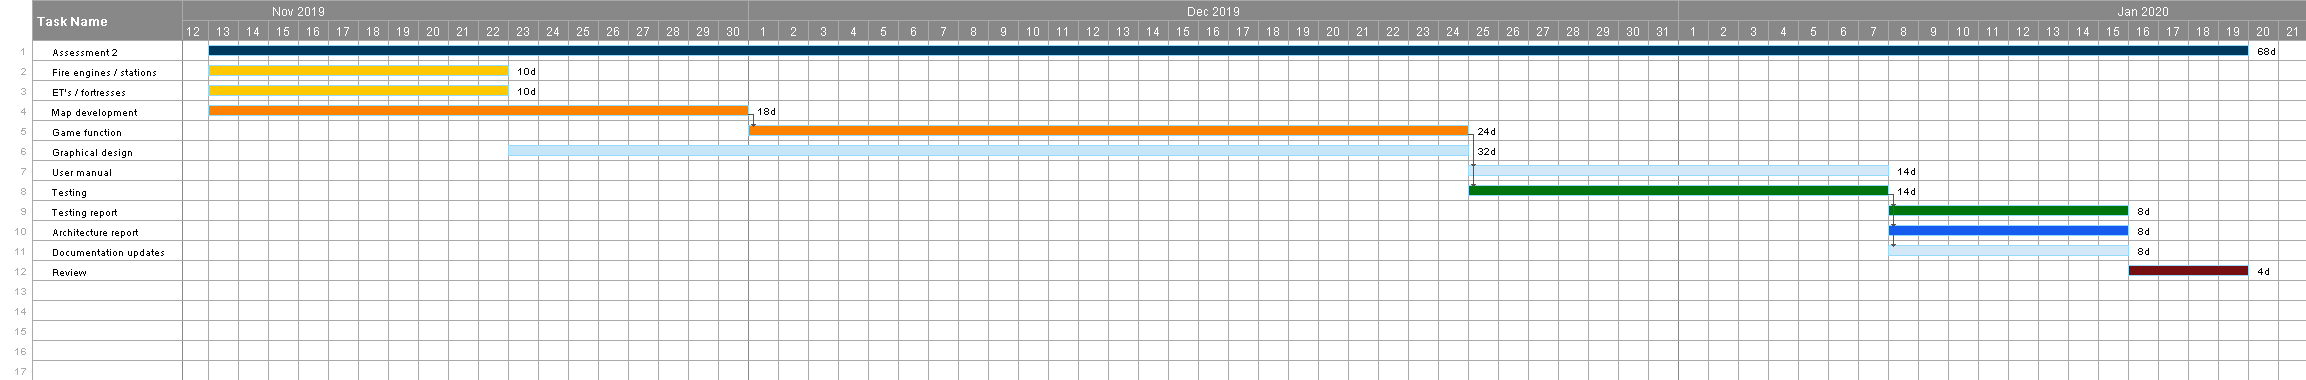 Task Name
Nov 2019 Dec 2019 Jan 2020
12 13 14 15 16 17 18 19 20 21 22 23 24 25 26 27 28 29 30 1 2 3 4 5 6 7 8 9 10 11 12 13 14 15 16 17 18 19 20 21 22 23 24 25 26 27 28 29 30 31 1 2 3 4 5 6 7 8 9 10 11 12 13 14 15 16 17 18 19 20 21
1 Assessment 2 68d
2 Fire engines / stations 10d
3 ET's / fortresses 10d
4 Map development 18d
5 Game function 24d
6 Graphical design 32d
7 User manual 14d
8 Testing 14d
9 Testing report 8d
10 Architecture report 8d
11 Documentation updates 8d
12 Review 4d
13
14
15
16
17